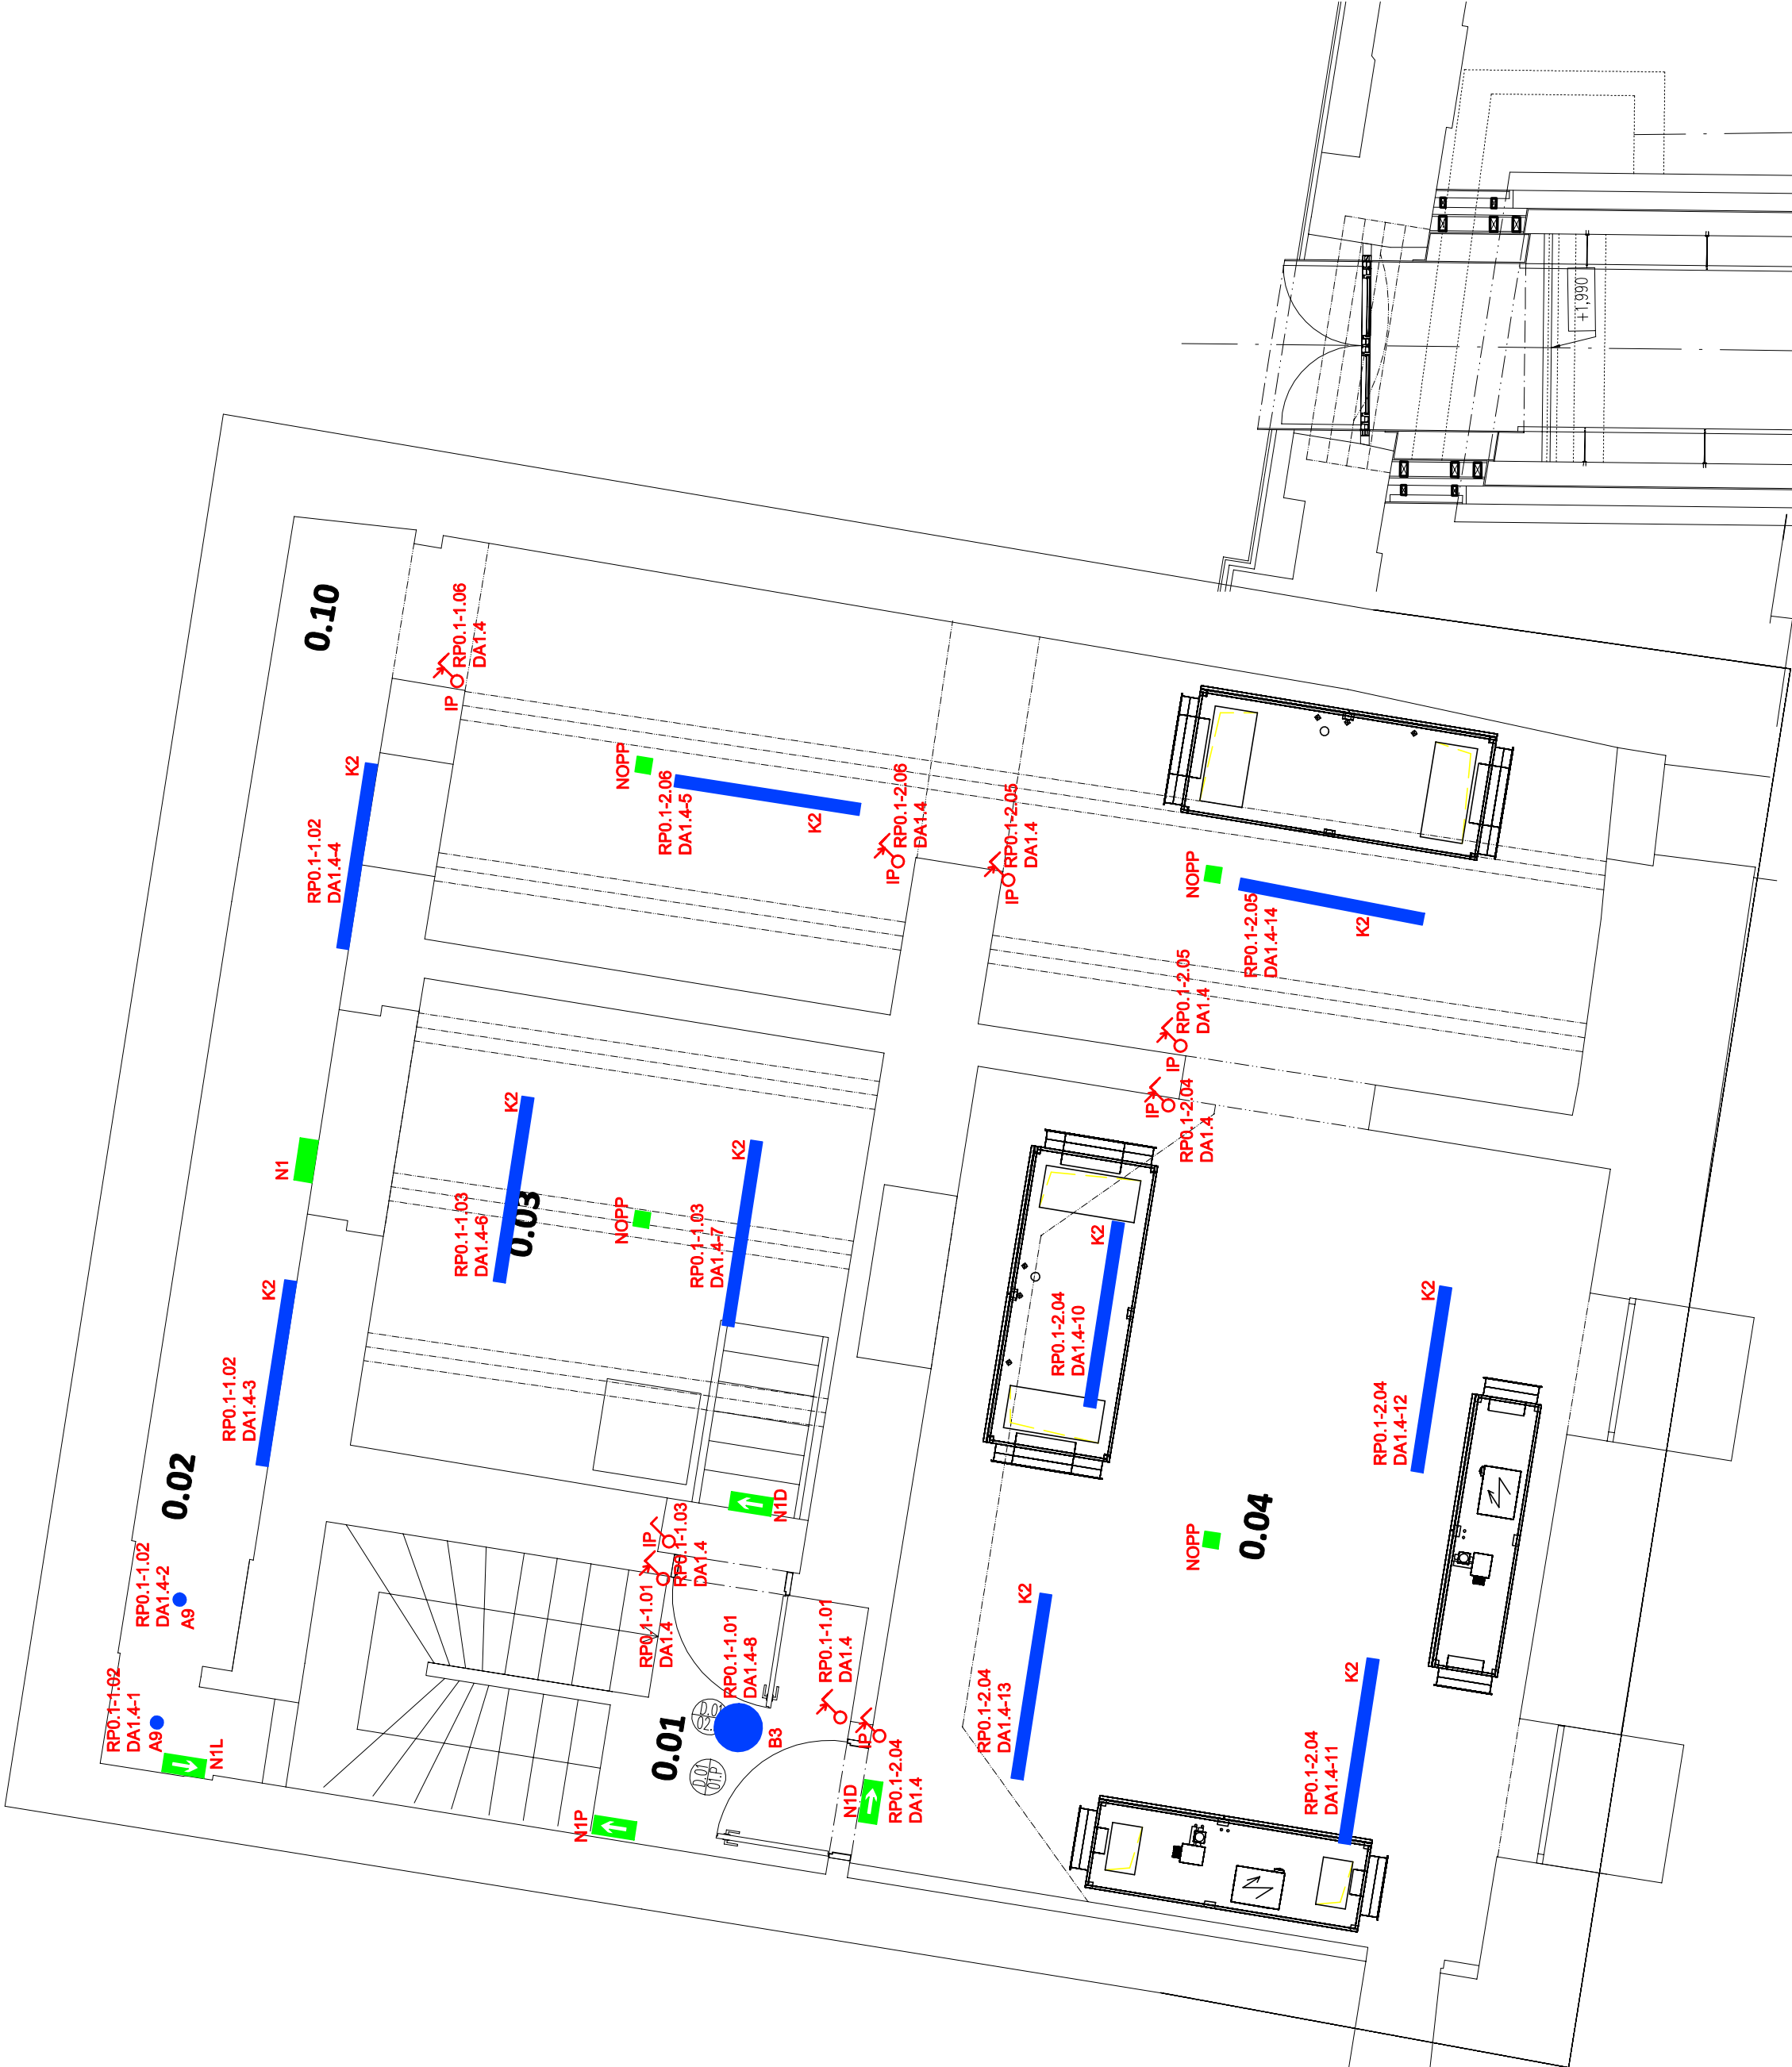 +1,990
0.10
RP0.1-1.06
DA1.4
IP
K2
RP0.1-1.02
DA1.4-4
NOPP
RP0.1-2.06
DA1.4-5
K2
RP0.1-2.06
DA1.4
IP
RP0.1-2.05
DA1.4
IP
NOPP
RP0.1-2.05
DA1.4-14
K2
RP0.1-2.05
DA1.4
IP
IP
RP0.1-2.04
DA1.4
N1
K2
RP0.1-1.03
DA1.4-6
0.03
NOPP
K2
RP0.1-1.03
DA1.4-7
K2
RP0.1-1.02
DA1.4-3
0.02
RP0.1-1.02
DA1.4-2
A9
RP0.1-1.02
DA1.4-1
A9
N1L
N1D
IP
RP0.1-1.03
DA1.4
RP0.1-1.01
DA1.4
RP0.1-1.01
DA1.4-8
B3
0.01
D.01
02.
D.01
01.P
RP0.1-1.01
DA1.4
IP
RP0.1-2.04
DA1.4
N1D
N1P
K2
RP0.1-2.04
DA1.4-10
K2
RP0.1-2.04
DA1.4-12
NOPP
0.04
K2
RP0.1-2.04
DA1.4-13
K2
RP0.1-2.04
DA1.4-11